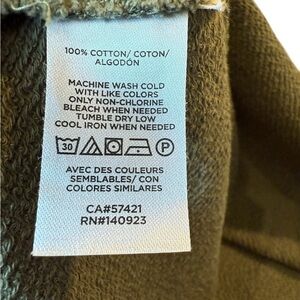 100% COTTON/ COTON/
ALGODÓN
MACHINE WASH COLD
WITH LIKE COLORS
ONLY NON-CHLORINE
BLEACH WHEN NEEDED
TUMBLE DRY LOW
COOL IRON WHEN NEEDED
30 P
AVEC DES COULEURS
SEMBLABLES/ CON
COLORES SIMILARES
CA#57421
RN#140923